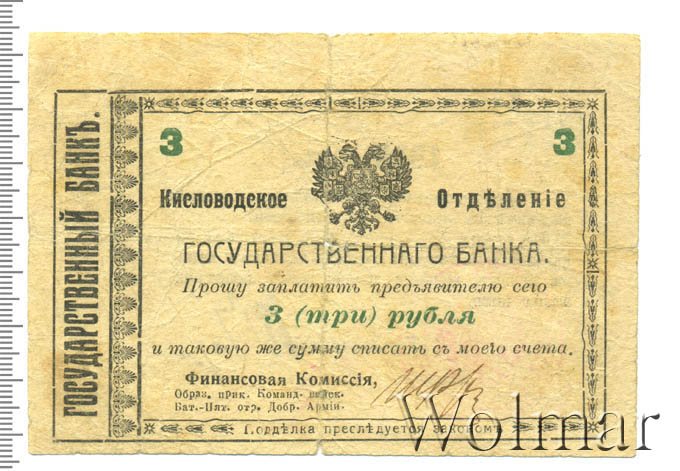 ГОСУДАРСТВЕННЫЙ БАНКЪ.
3 3
Кисловодское Отдѣленіе
ГОСУДАРСТВЕННАГО БАНКА.
Прошу заплатить предъявителю сего
3 (три) рубля
и таковую же сумму списать съ моего счета.
Финансовая Комиссія,
Образ. прик. Команд. войск.
Бат.-Пят. отр. Добр. Арміи.
Поддѣлка преслѣдуется закономъ
Wolmar